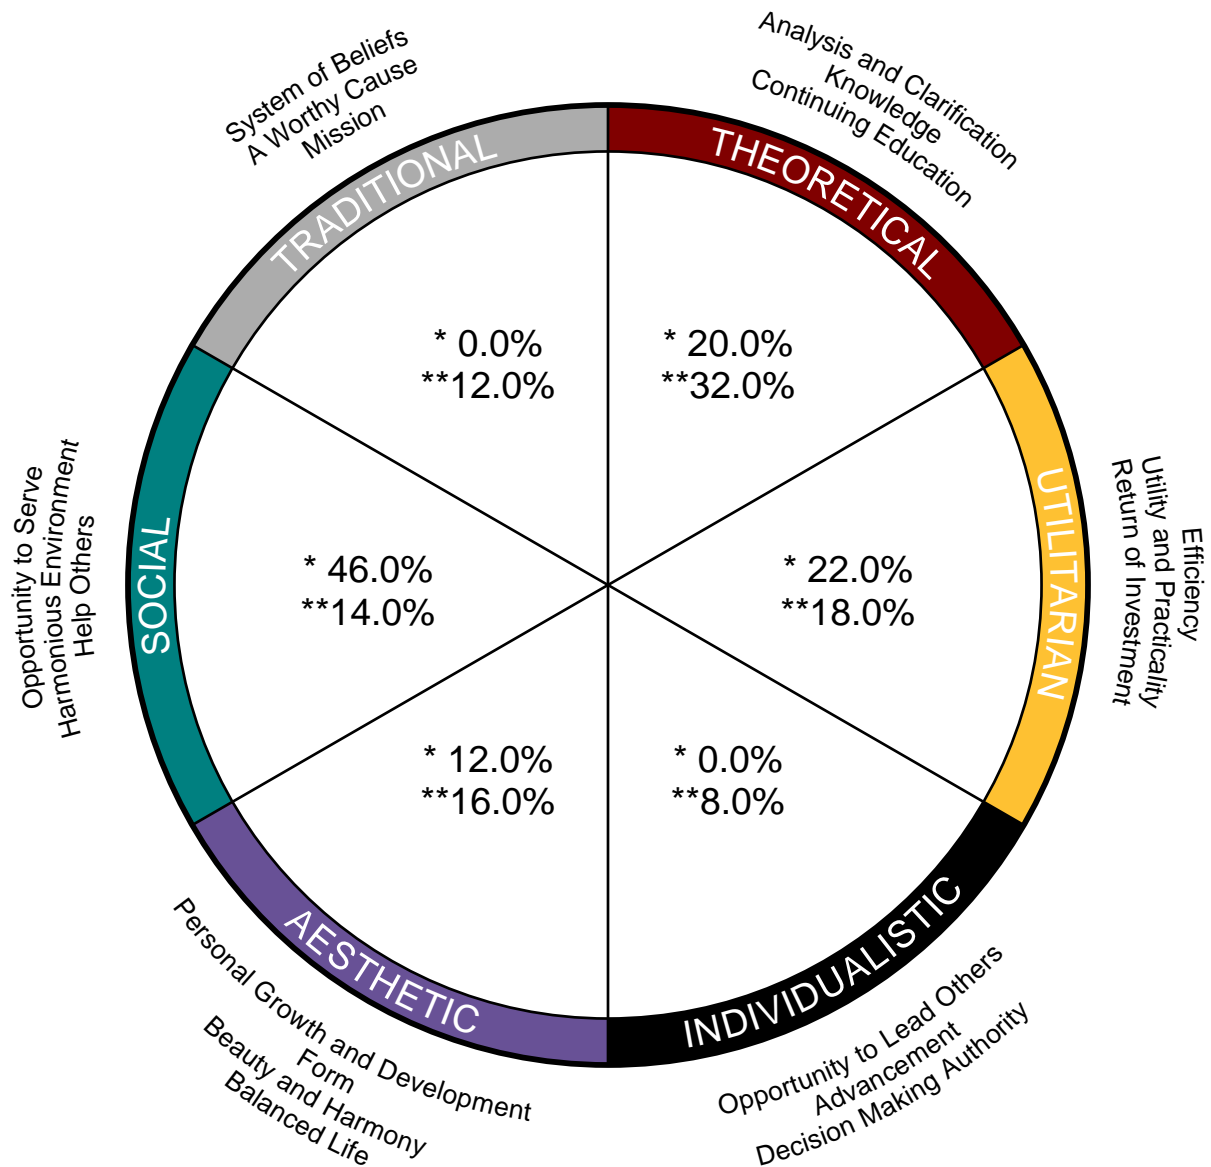 System of Beliefs
A Worthy Cause
Mission
Analysis and Clarification
Knowledge
Continuing Education
TRADITIONAL
THEORETICAL
* 0.0%
**12.0%
* 20.0%
**32.0%
Opportunity to Serve
Harmonious Environment
Help Others
SOCIAL
* 46.0%
**14.0%
* 22.0%
**18.0%
UTILITARIAN
Efficiency
Utility and Practicality
Return of Investment
* 12.0%
**16.0%
* 0.0%
**8.0%
AESTHETIC
INDIVIDUALISTIC
Personal Growth and Development
Form
Beauty and Harmony
Balanced Life
Opportunity to Lead Others
Advancement
Decision Making Authority